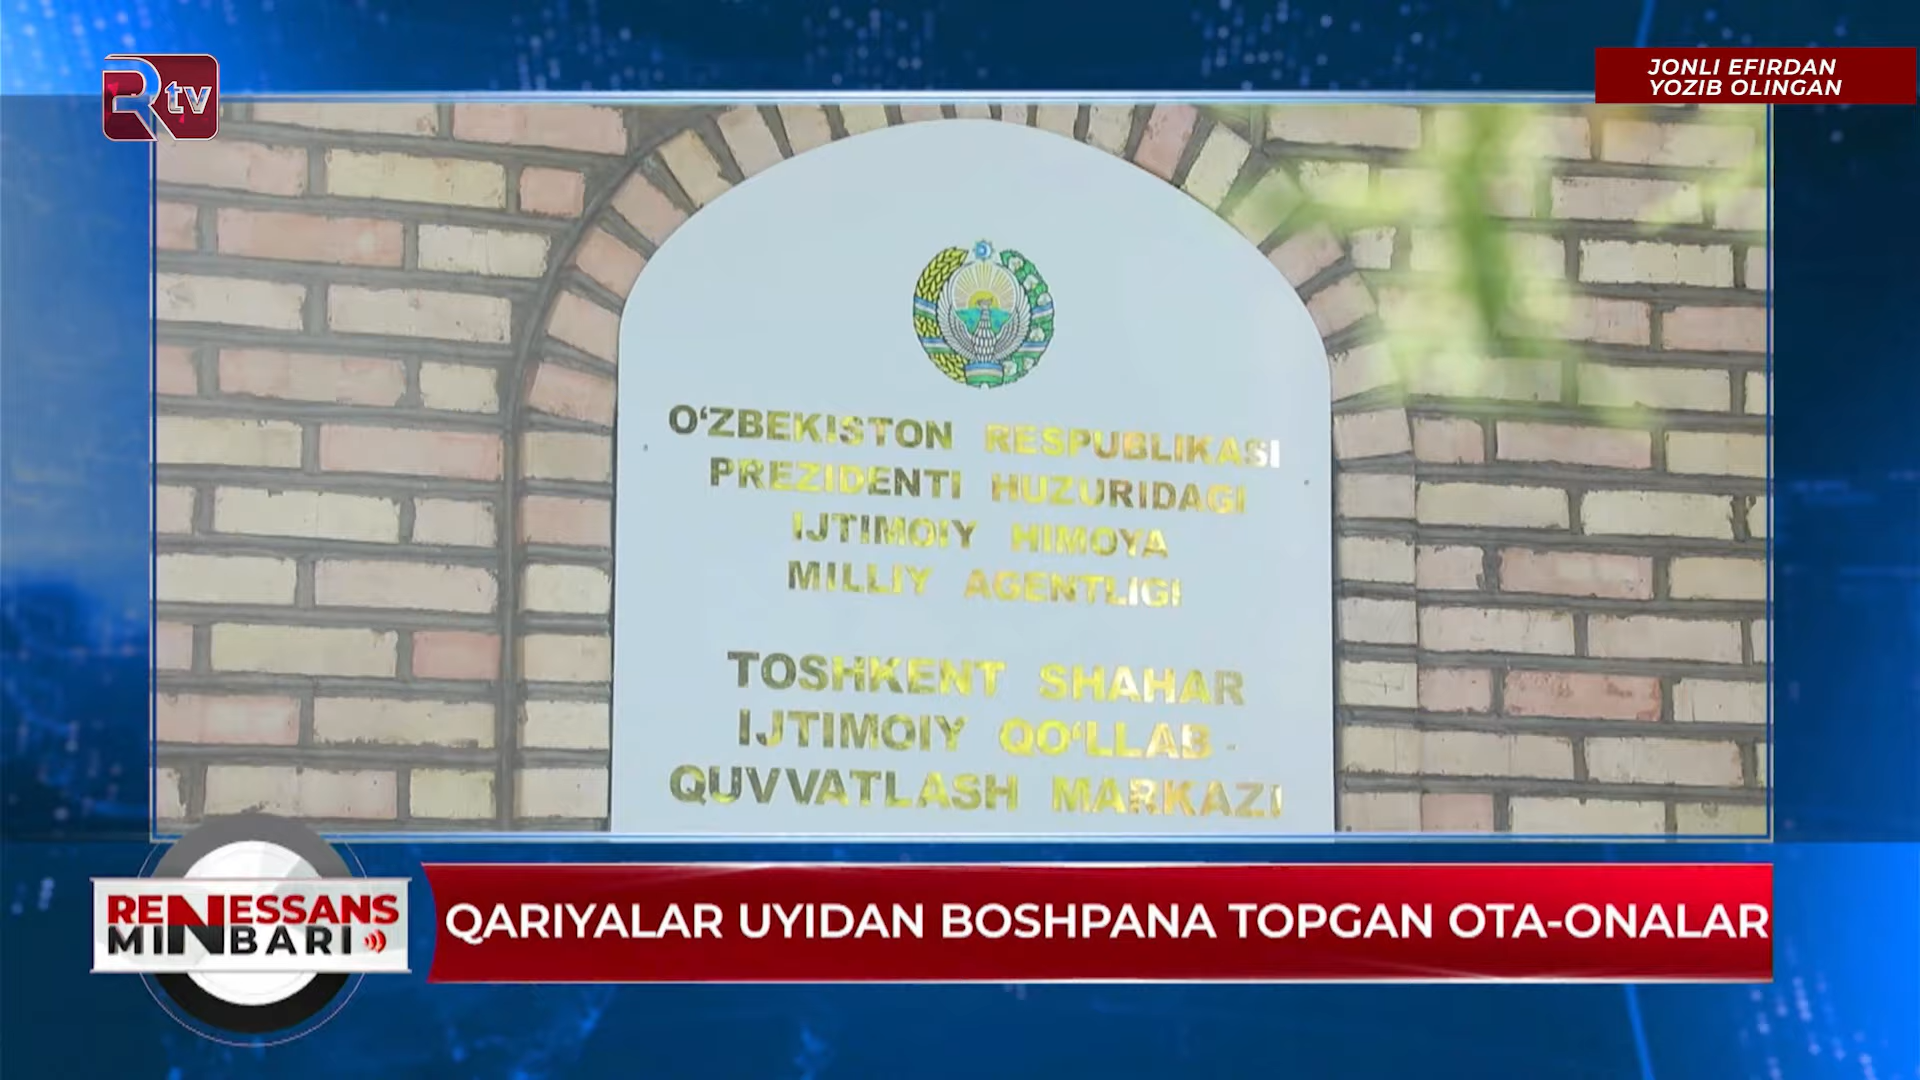 Rtv
JONLI EFIRDAN
YOZIB OLINGAN
O‘ZBEKISTON RESPUBLIKASI
PREZIDENTI HUZURIDAGI
IJTIMOIY HIMOYA
MILLIY AGENTLIGI
TOSHKENT SHAHAR
IJTIMOIY QO‘LLAB -
QUVVATLASH MARKAZI
RENESSANS
MINBARI
QARIYALAR UYIDAN BOSHPANA TOPGAN OTA-ONALAR